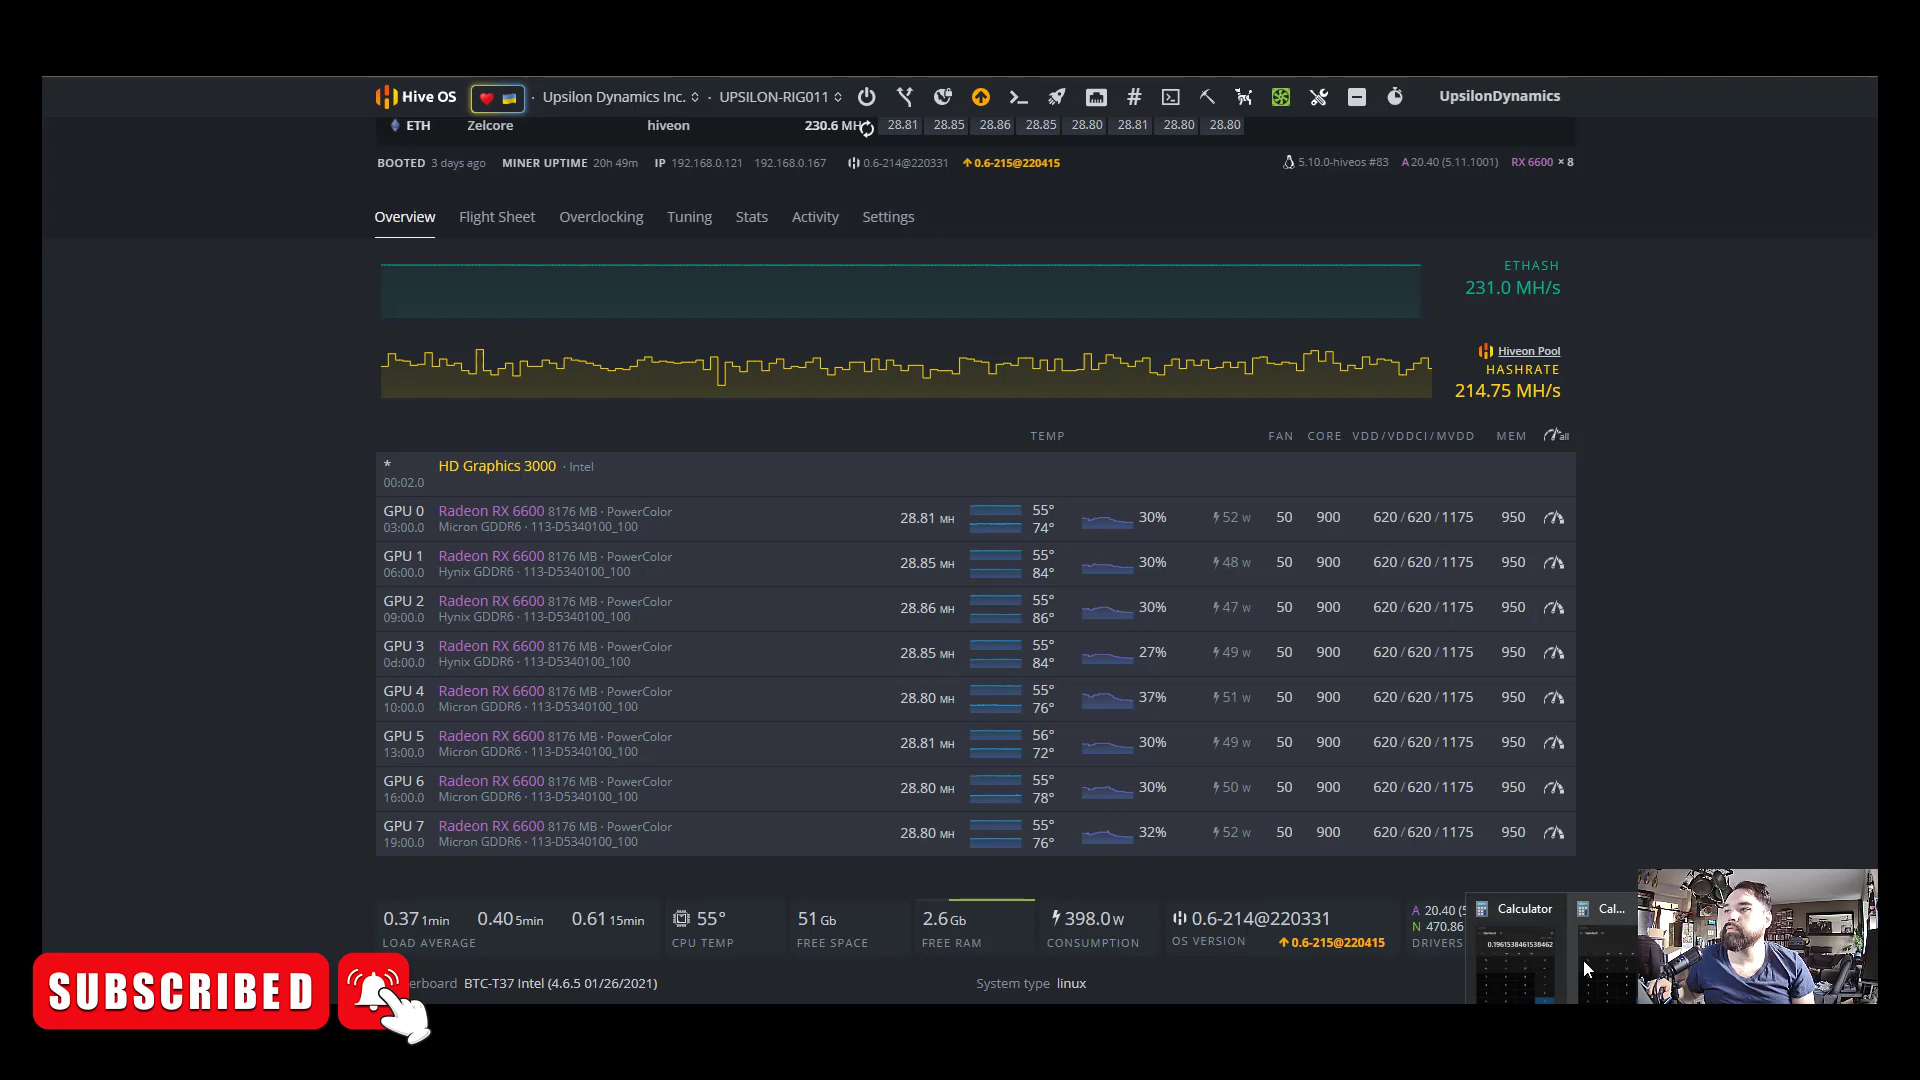 Hive OS · Upsilon Dynamics Inc. · UPSILON-RIG011 UpsilonDynamics
ETH Zelcore hiveon 230.6 MH 28.81 28.85 28.86 28.85 28.80 28.81 28.80 28.80
BOOTED 3 days ago MINER UPTIME 20h 49m IP 192.168.0.121 192.168.0.167 0.6-214@220331 0.6-215@220415 5.10.0-hiveos #83 A 20.40 (5.11.1001) RX 6600 × 8
Overview Flight Sheet Overclocking Tuning Stats Activity Settings
ETHASH
231.0 MH/s
Hiveon Pool
HASHRATE
214.75 MH/s
TEMP FAN CORE VDD/VDDCI/MVDD MEM all
* HD Graphics 3000 · Intel
00:02.0
GPU 0 Radeon RX 6600 8176 MB · PowerColor 28.81 MH 55° 30% 52 W 50 900 620/620/1175 950
03:00.0 Micron GDDR6 · 113-D5340100_100 74°
GPU 1 Radeon RX 6600 8176 MB · PowerColor 28.85 MH 55° 30% 48 W 50 900 620/620/1175 950
06:00.0 Hynix GDDR6 · 113-D5340100_100 84°
GPU 2 Radeon RX 6600 8176 MB · PowerColor 28.86 MH 55° 30% 47 W 50 900 620/620/1175 950
09:00.0 Hynix GDDR6 · 113-D5340100_100 86°
GPU 3 Radeon RX 6600 8176 MB · PowerColor 28.85 MH 55° 27% 49 W 50 900 620/620/1175 950
0d:00.0 Hynix GDDR6 · 113-D5340100_100 84°
GPU 4 Radeon RX 6600 8176 MB · PowerColor 28.80 MH 55° 37% 51 W 50 900 620/620/1175 950
10:00.0 Micron GDDR6 · 113-D5340100_100 76°
GPU 5 Radeon RX 6600 8176 MB · PowerColor 28.81 MH 56° 30% 49 W 50 900 620/620/1175 950
13:00.0 Micron GDDR6 · 113-D5340100_100 72°
GPU 6 Radeon RX 6600 8176 MB · PowerColor 28.80 MH 55° 30% 50 W 50 900 620/620/1175 950
16:00.0 Micron GDDR6 · 113-D5340100_100 78°
GPU 7 Radeon RX 6600 8176 MB · PowerColor 28.80 MH 55° 32% 52 W 50 900 620/620/1175 950
19:00.0 Micron GDDR6 · 113-D5340100_100 76°
0.37 1min 0.40 5min 0.61 15min 55° 51 Gb 2.6 Gb 398.0 W 0.6-214@220331 A 20.40 (5
N 470.86
LOAD AVERAGE CPU TEMP FREE SPACE FREE RAM CONSUMPTION OS VERSION 0.6-215@220415 DRIVERS
Calculator Cal...
0.1961538461538462
erboard BTC-T37 Intel (4.6.5 01/26/2021) System type linux
SUBSCRIBED